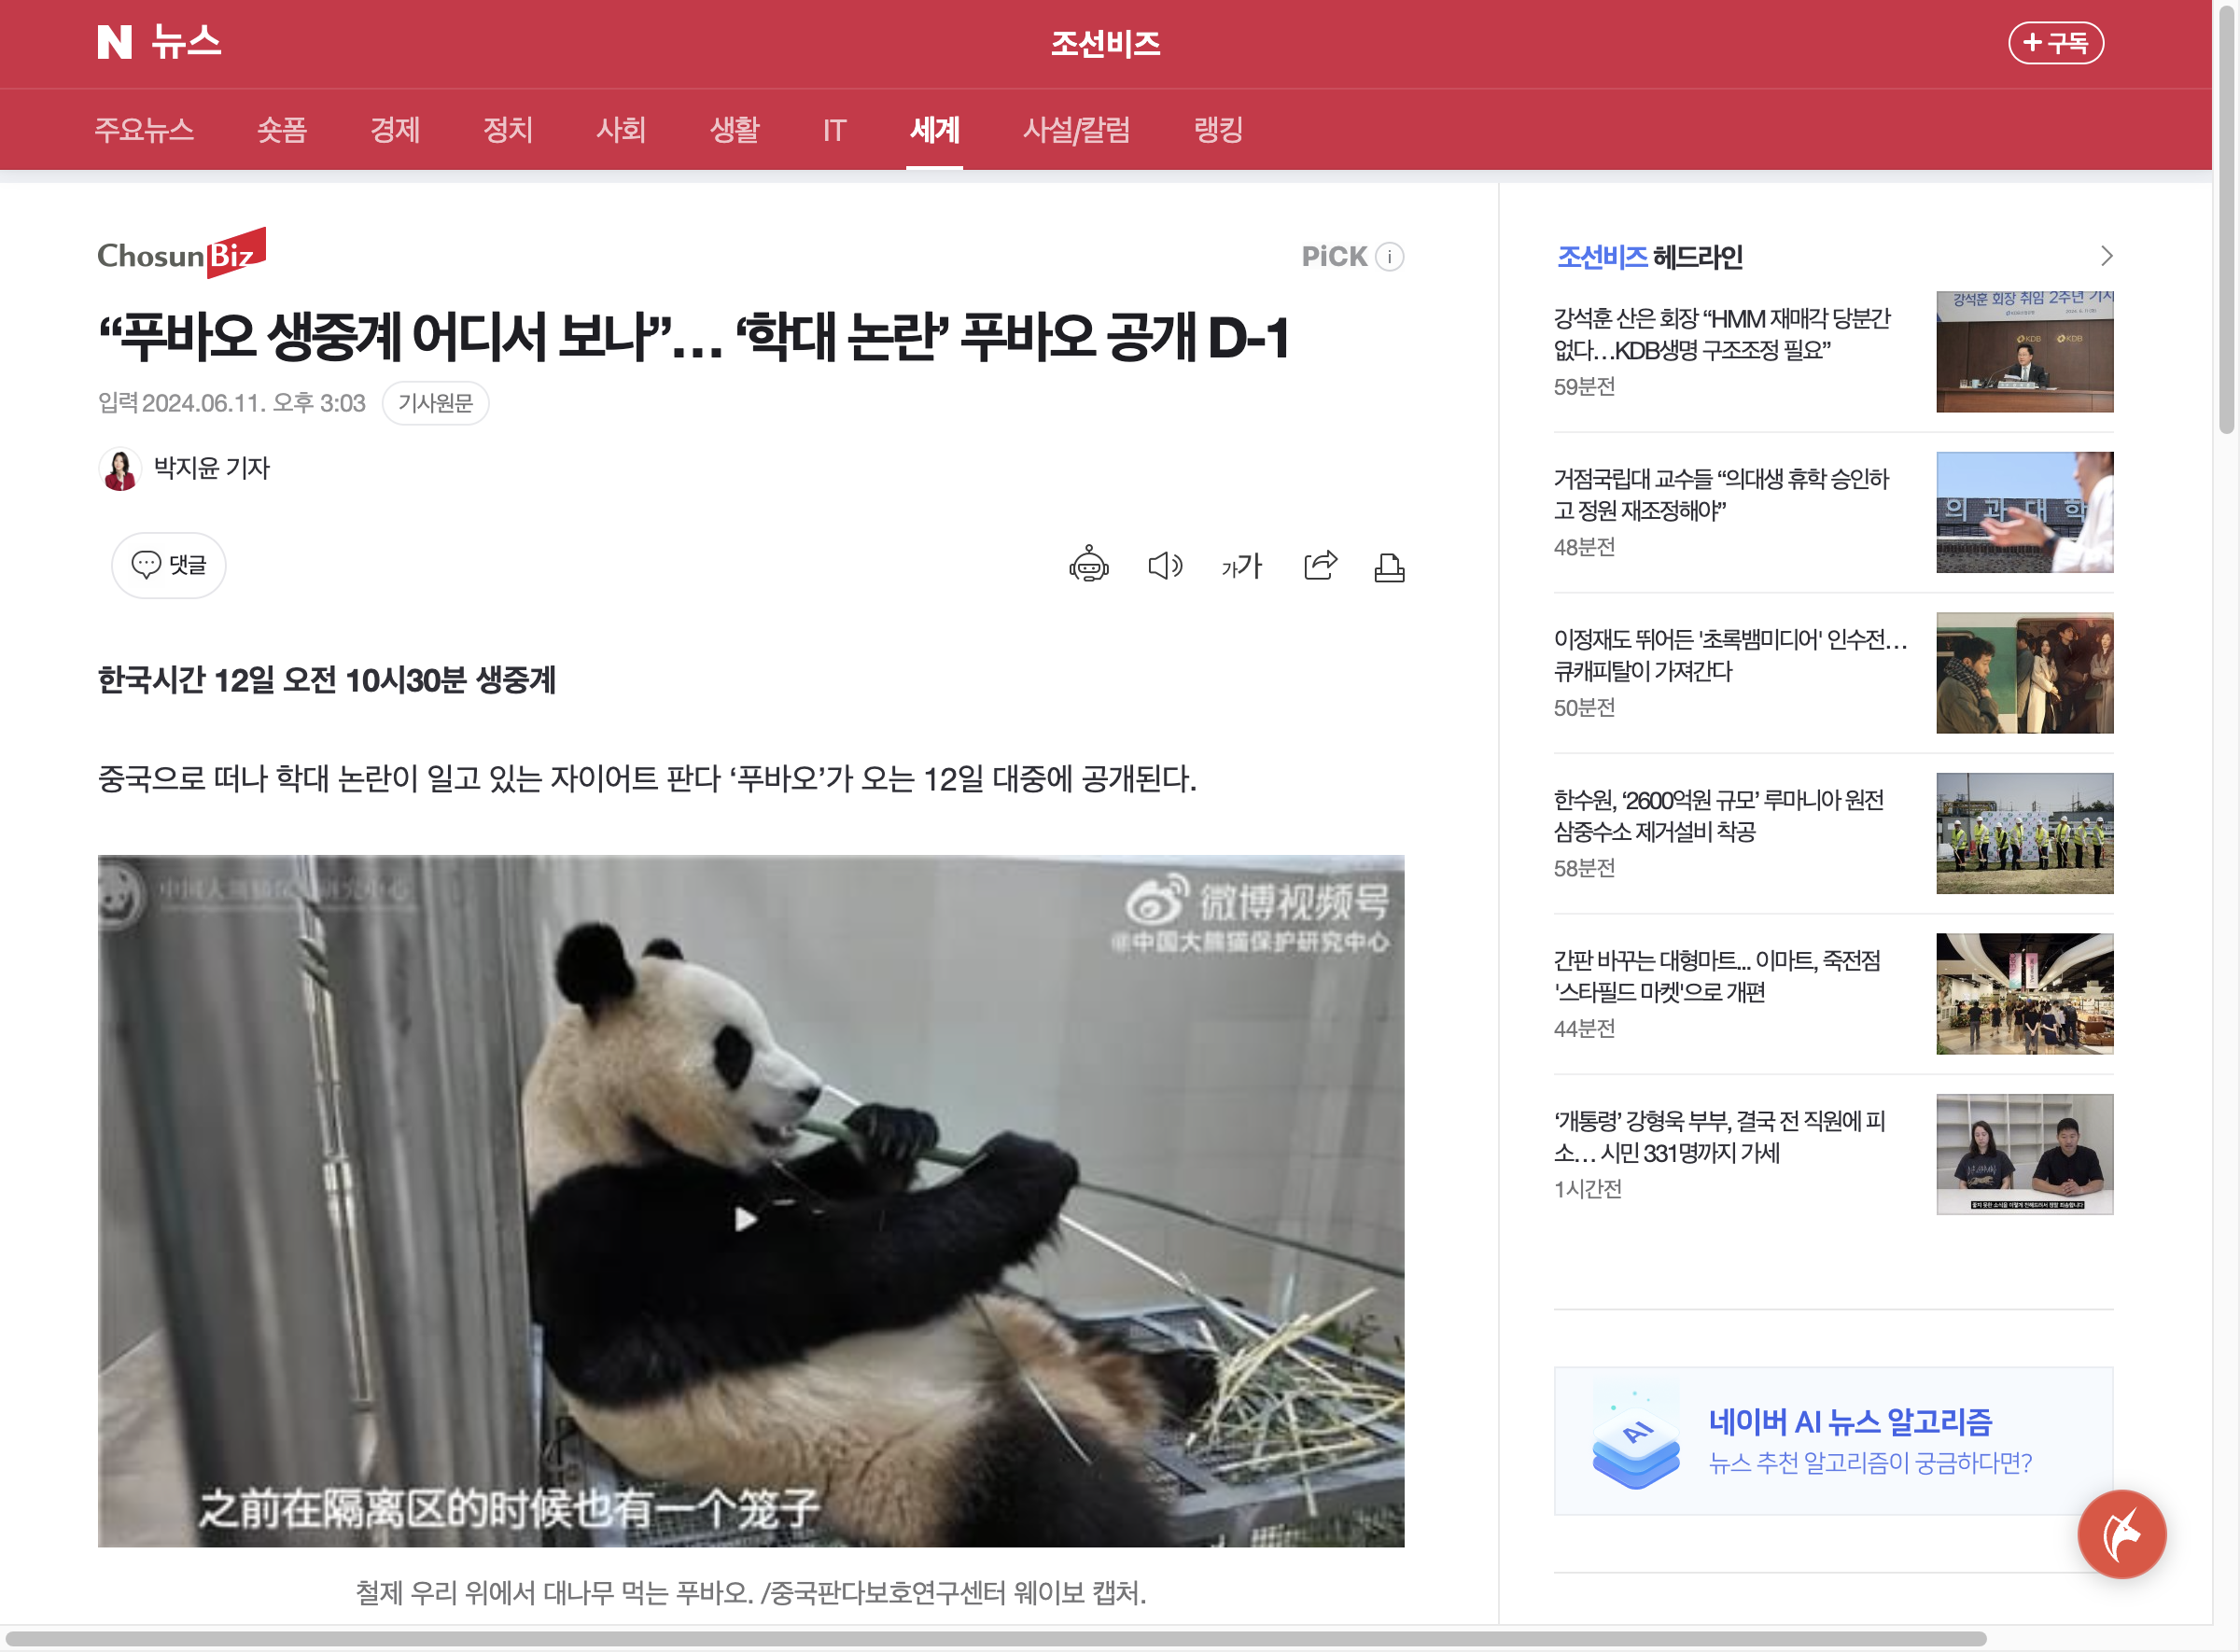 N 뉴스
조선비즈
+ 구독
주요뉴스 숏폼 경제 정치 사회 생활 IT 세계 사설/칼럼 랭킹
ChosunBiz
PiCK i
“푸바오 생중계 어디서 보나”… ‘학대 논란’ 푸바오 공개 D-1
입력 2024.06.11. 오후 3:03 기사원문
박지윤 기자
댓글
가가
한국시간 12일 오전 10시30분 생중계
중국으로 떠나 학대 논란이 일고 있는 자이어트 판다 ‘푸바오’가 오는 12일 대중에 공개된다.
微博视频号
@中国大熊猫保护研究中心
之前在隔离区的时候也有一个笼子
철제 우리 위에서 대나무 먹는 푸바오. /중국판다보호연구센터 웨이보 캡처.
조선비즈 헤드라인
강석훈 산은 회장 “HMM 재매각 당분간
없다…KDB생명 구조조정 필요”
59분전
강석훈 회장 취임 2주년 기
KDB KDB
거점국립대 교수들 “의대생 휴학 승인하
고 정원 재조정해야”
48분전
의 과 대 학
이정재도 뛰어든 '초록뱀미디어' 인수전…
큐캐피탈이 가져간다
50분전
한수원, ‘2600억원 규모’ 루마니아 원전
삼중수소 제거설비 착공
58분전
간판 바꾸는 대형마트... 이마트, 죽전점
'스타필드 마켓'으로 개편
44분전
‘개통령’ 강형욱 부부, 결국 전 직원에 피
소… 시민 331명까지 가세
1시간전
AI
네이버 AI 뉴스 알고리즘
뉴스 추천 알고리즘이 궁금하다면?